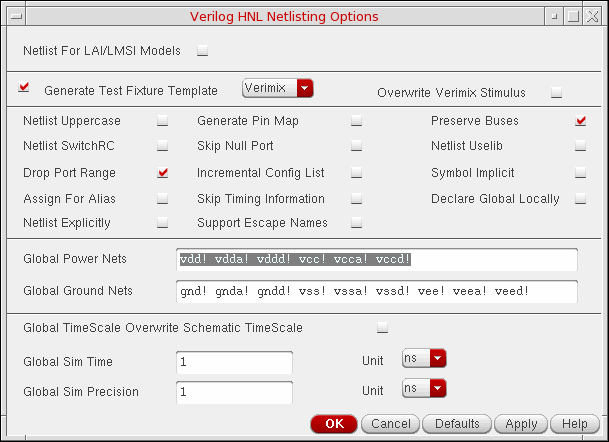 Verilog HNL Netlisting Options
Netlist For LAI/LMSI Models
Generate Test Fixture Template Verimix Overwrite Verimix Stimulus
Netlist Uppercase Generate Pin Map Preserve Buses
Netlist SwitchRC Skip Null Port Netlist Uselib
Drop Port Range Incremental Config List Symbol Implicit
Assign For Alias Skip Timing Information Declare Global Locally
Netlist Explicitly Support Escape Names
Global Power Nets vdd! vdda! vddd! vcc! vcca! vccd!
Global Ground Nets gnd! gnda! gndd! vss! vssa! vssd! vee! veea! veed!
Global TimeScale Overwrite Schematic TimeScale
Global Sim Time 1 Unit ns
Global Sim Precision 1 Unit ns
OK Cancel Defaults Apply Help